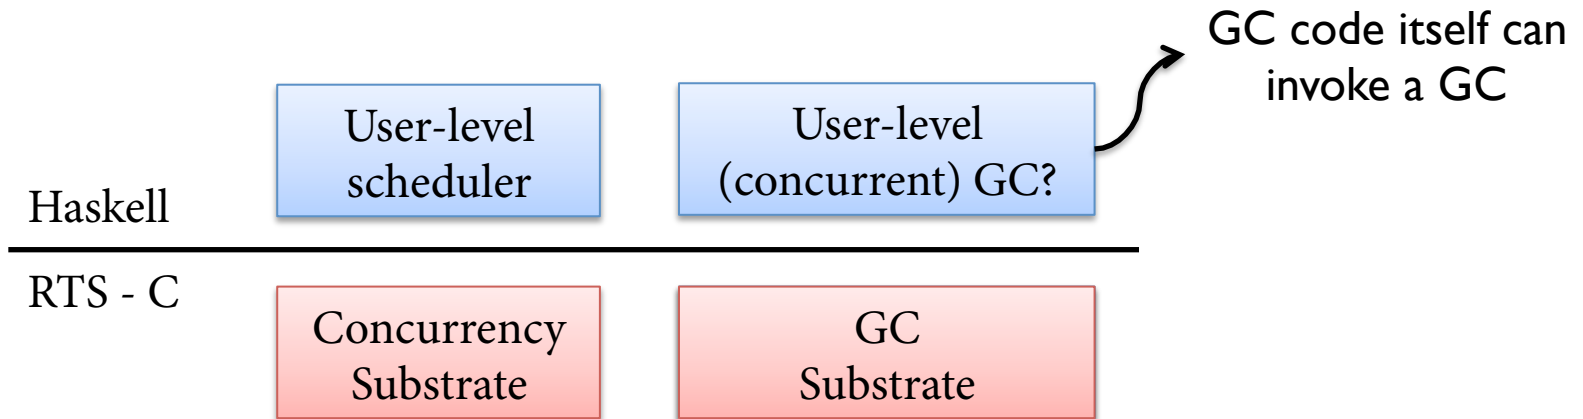 GC code itself can
invoke a GC
User-level
scheduler
User-level
(concurrent) GC?
Haskell
RTS - C
Concurrency
Substrate
GC
Substrate